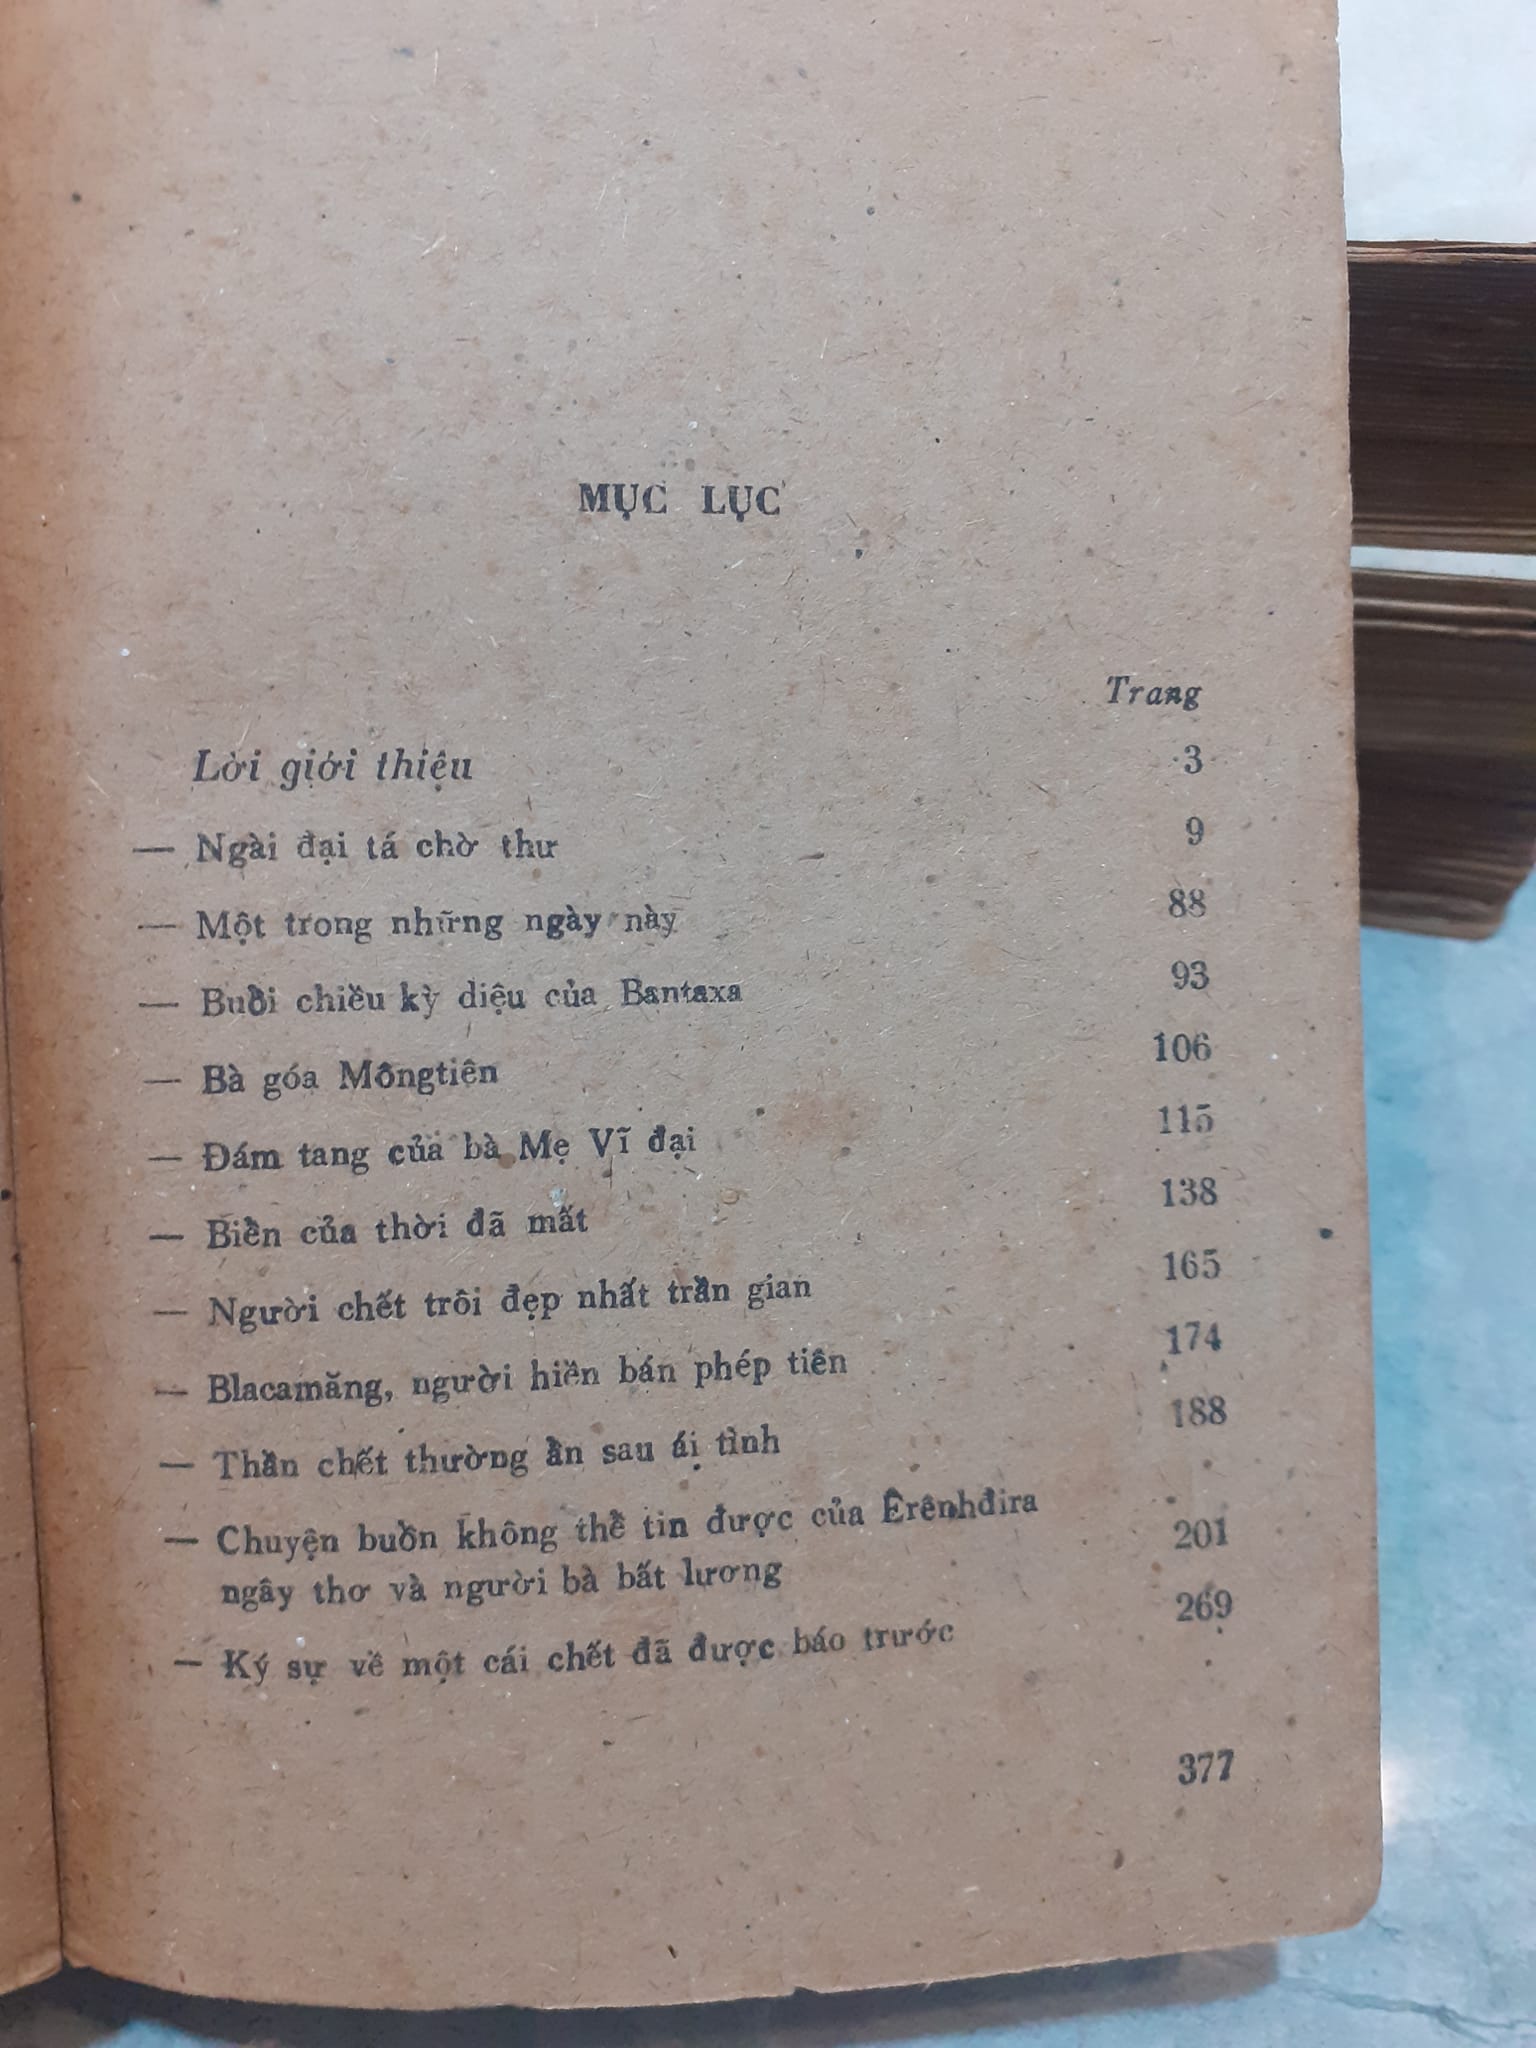 MỤC LỤC
Trang
Lời giới thiệu 3
— Ngài đại tá chờ thư 9
— Một trong những ngày này 88
— Buổi chiều kỳ diệu của Bantaxa 93
— Bà góa Môngtiên 106
— Đám tang của bà Mẹ Vĩ đại 115
— Biển của thời đã mất 138
— Người chết trôi đẹp nhất trần gian 165
— Blacamăng, người hiền bán phép tiên 174
— Thần chết thường ẩn sau ái tình 188
— Chuyện buồn không thể tin được của Êrênhđira
ngây thơ và người bà bất lương 201
— Ký sự về một cái chết đã được báo trước 269
377